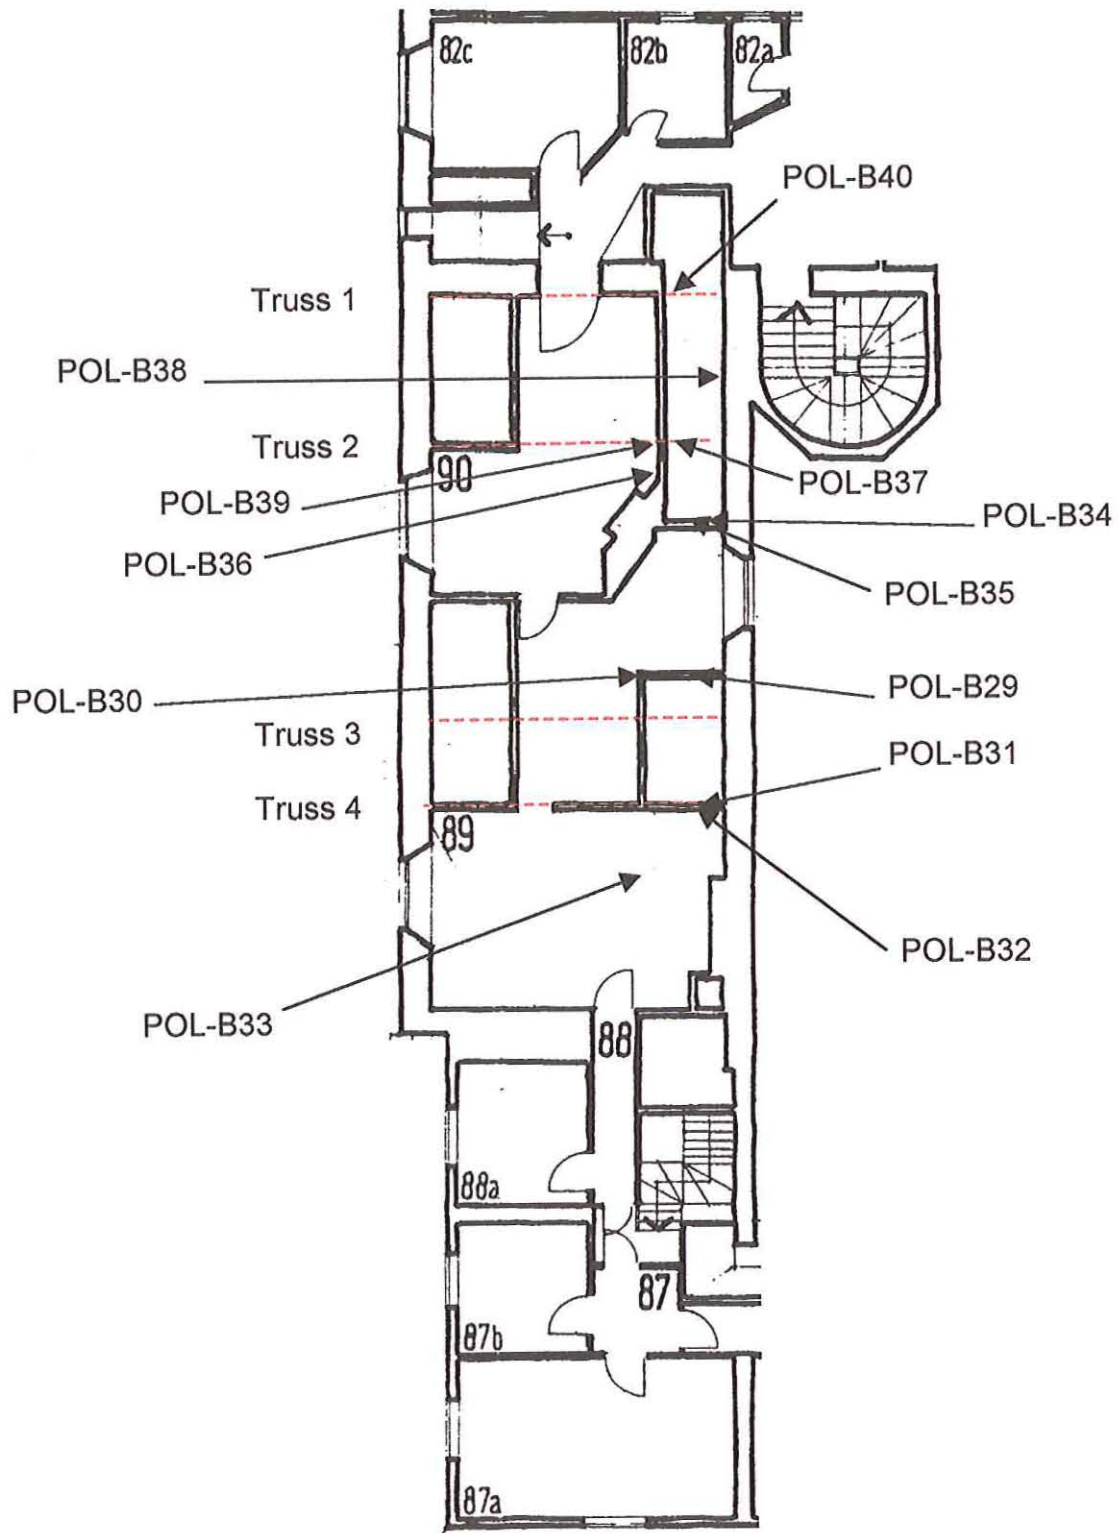 82c
82b
82a
POL-B40
Truss 1
POL-B38
Truss 2
90
POL-B39
POL-B37
POL-B34
POL-B36
POL-B35
POL-B30
POL-B29
Truss 3
POL-B31
Truss 4
89
POL-B32
POL-B33
88
88a
87
87b
87a